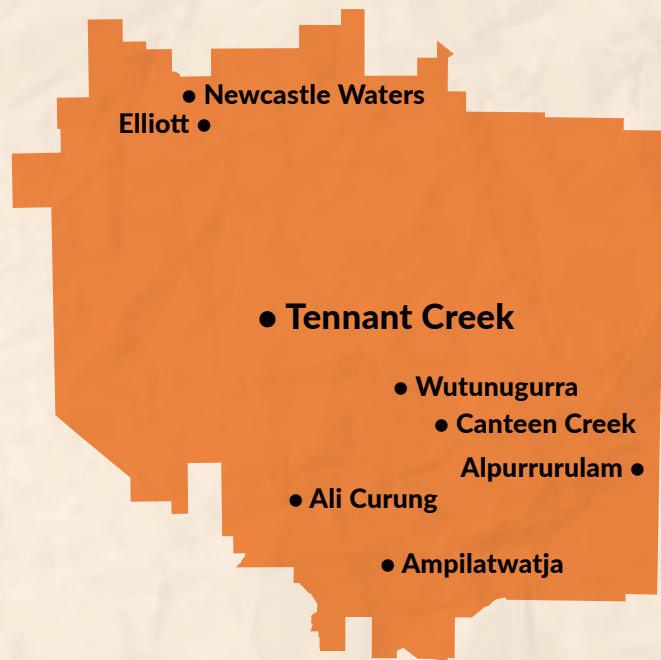 Newcastle Waters
Elliott
Tennant Creek
Wutunugurra
Canteen Creek
Alpurrurulam
Ali Curung
Ampilatwatja